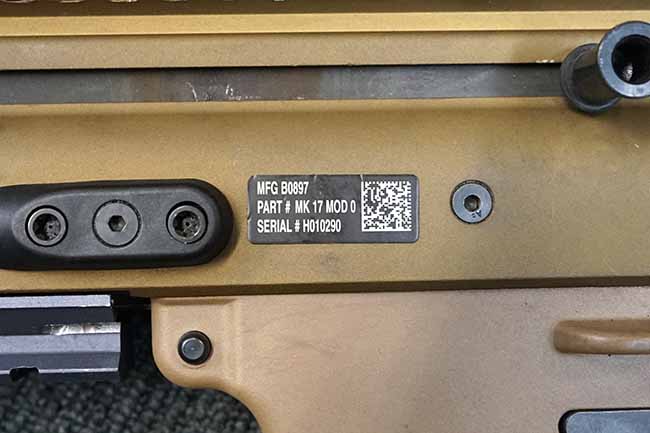 MFG B0897
PART # MK 17 MOD 0
SERIAL # H010290